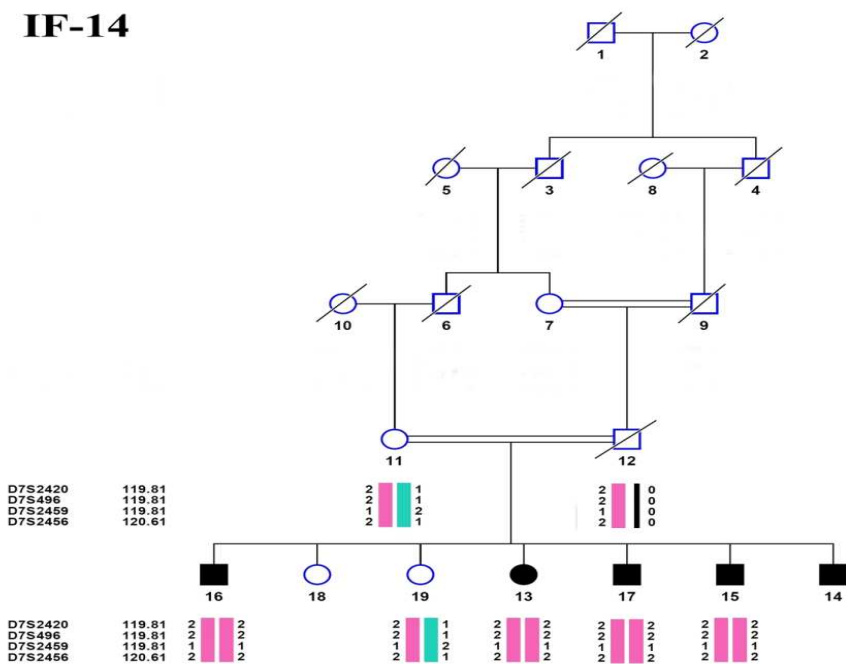 IF-14
1 2
5 3 8 4
10 6 7 9
11 12
D7S2420 119.81 2 1 2 0
D7S496 119.81 2 1 2 0
D7S2459 119.81 1 2 1 0
D7S2456 120.61 2 1 2 0
16 18 19 13 17 15 14
D7S2420 119.81 2 2 2 1 2 2 2 2 2 2
D7S496 119.81 2 2 2 1 2 2 2 2 2 2
D7S2459 119.81 1 1 1 2 1 1 1 1 1 1
D7S2456 120.61 2 2 2 1 2 2 2 2 2 2